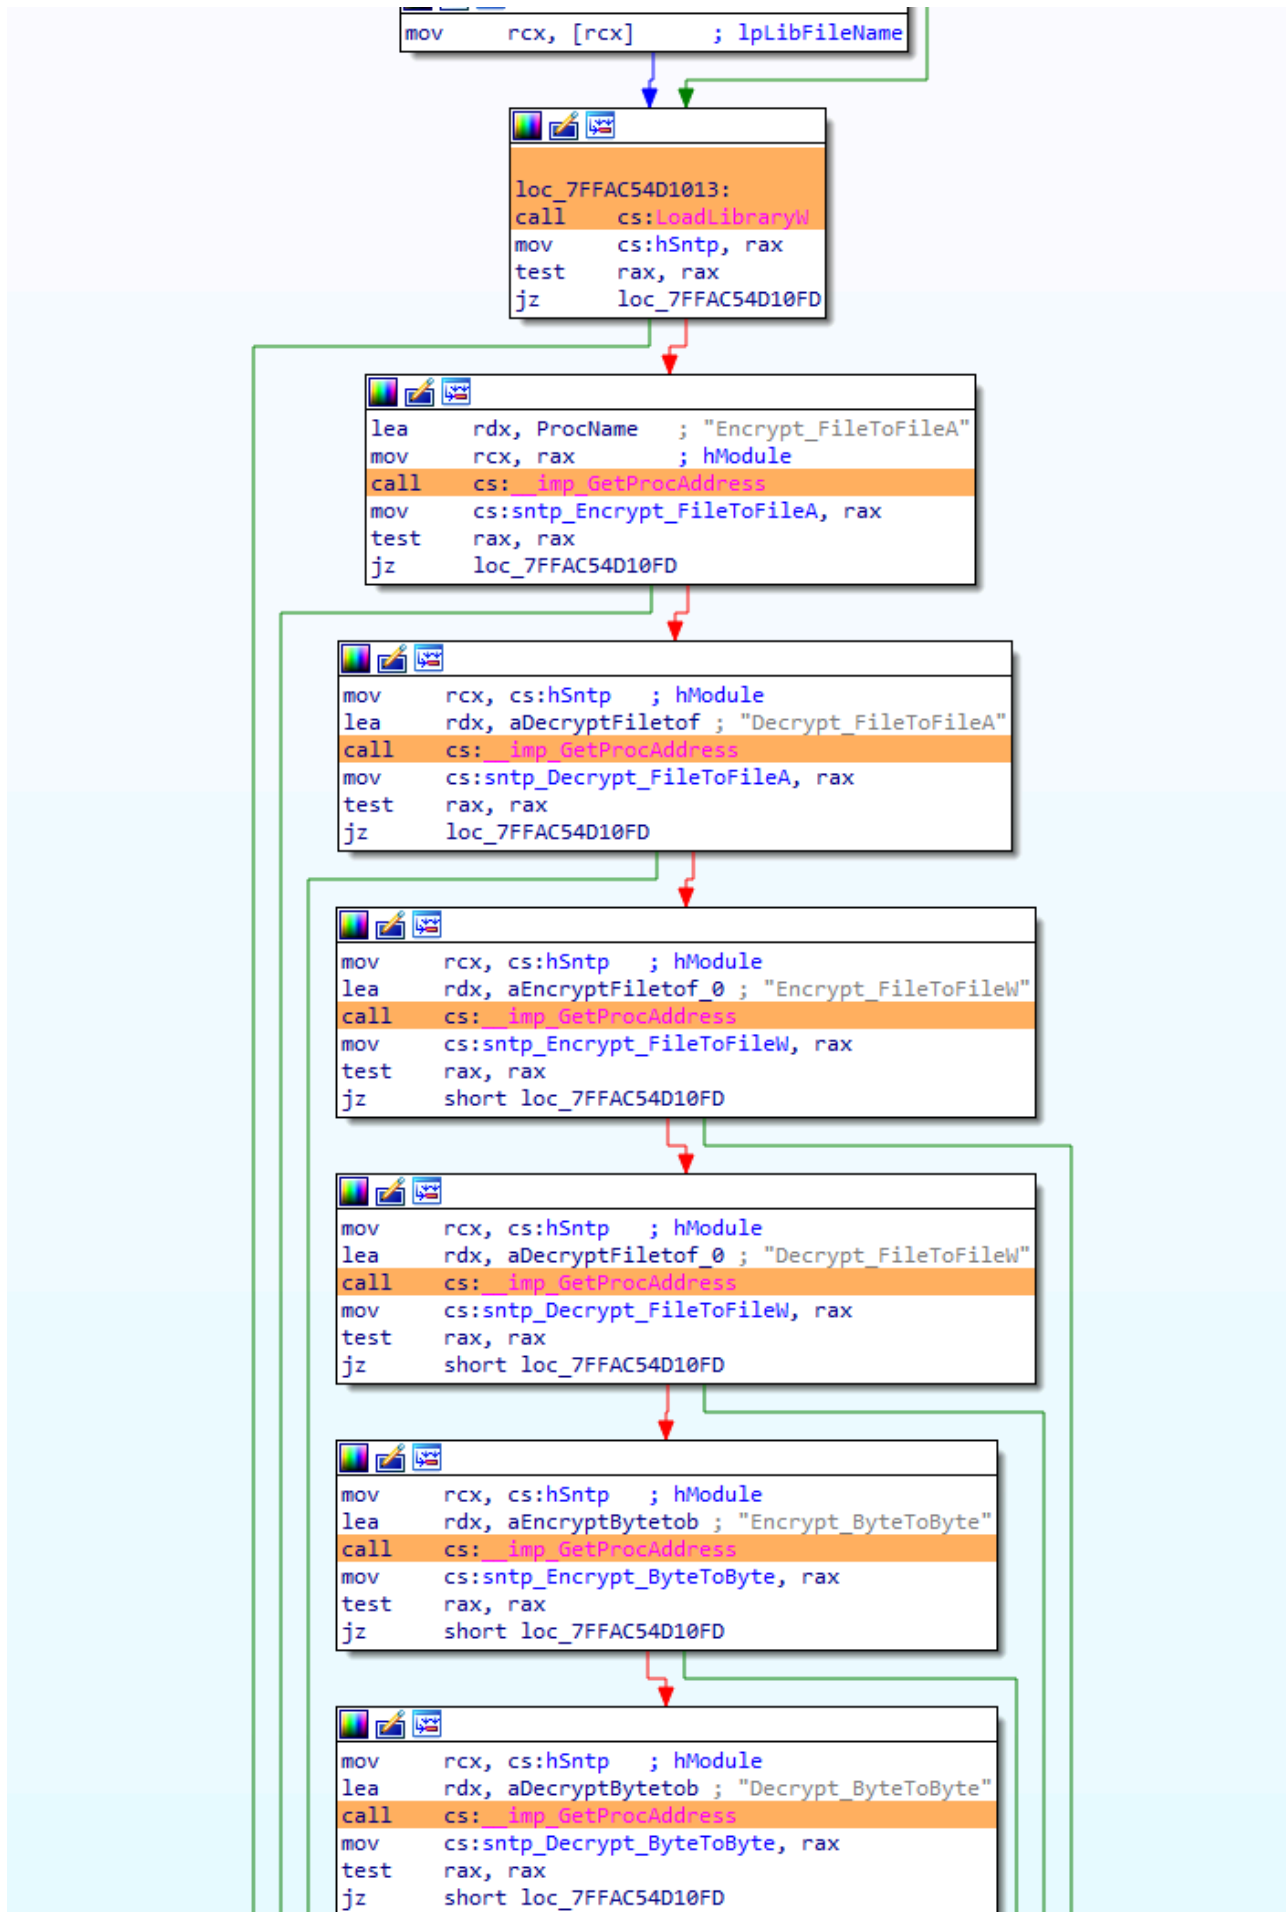 mov rcx, [rcx] ; lpLibFileName
loc_7FFAC54D1013:
call cs:LoadLibraryW
mov cs:hSntp, rax
test rax, rax
jz loc_7FFAC54D10FD
lea rdx, ProcName ; "Encrypt_FileToFileA"
mov rcx, rax ; hModule
call cs:__imp_GetProcAddress
mov cs:sntp_Encrypt_FileToFileA, rax
test rax, rax
jz loc_7FFAC54D10FD
mov rcx, cs:hSntp ; hModule
lea rdx, aDecryptFiletof ; "Decrypt_FileToFileA"
call cs:__imp_GetProcAddress
mov cs:sntp_Decrypt_FileToFileA, rax
test rax, rax
jz loc_7FFAC54D10FD
mov rcx, cs:hSntp ; hModule
lea rdx, aEncryptFiletof_0 ; "Encrypt_FileToFileW"
call cs:__imp_GetProcAddress
mov cs:sntp_Encrypt_FileToFileW, rax
test rax, rax
jz short loc_7FFAC54D10FD
mov rcx, cs:hSntp ; hModule
lea rdx, aDecryptFiletof_0 ; "Decrypt_FileToFileW"
call cs:__imp_GetProcAddress
mov cs:sntp_Decrypt_FileToFileW, rax
test rax, rax
jz short loc_7FFAC54D10FD
mov rcx, cs:hSntp ; hModule
lea rdx, aEncryptBytetob ; "Encrypt_ByteToByte"
call cs:__imp_GetProcAddress
mov cs:sntp_Encrypt_ByteToByte, rax
test rax, rax
jz short loc_7FFAC54D10FD
mov rcx, cs:hSntp ; hModule
lea rdx, aDecryptBytetob ; "Decrypt_ByteToByte"
call cs:__imp_GetProcAddress
mov cs:sntp_Decrypt_ByteToByte, rax
test rax, rax
jz short loc_7FFAC54D10FD